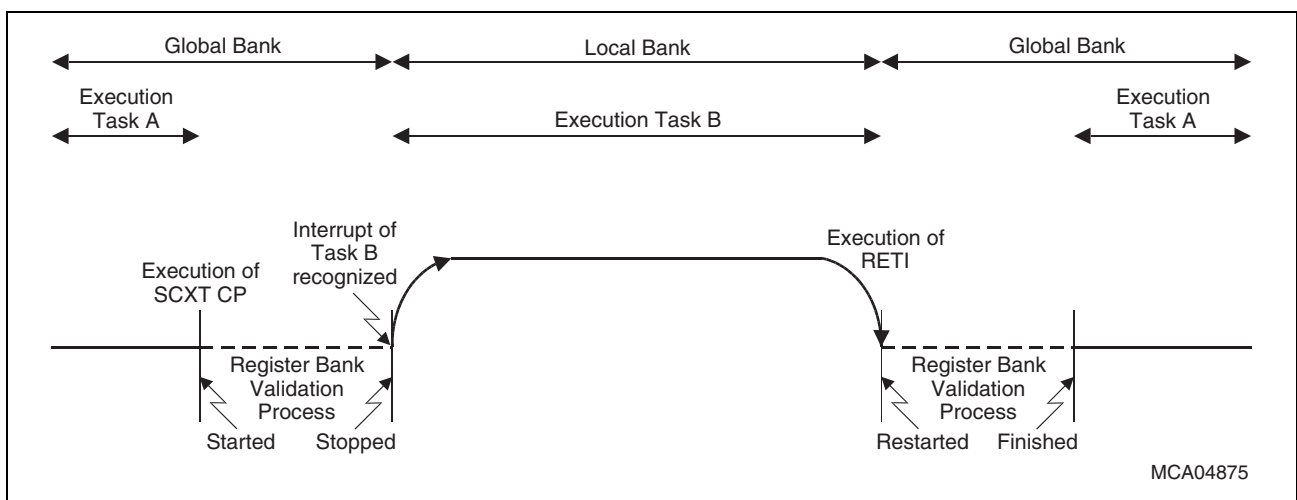 Global Bank
Local Bank
Global Bank
Execution
Task A
Execution Task B
Execution
Task A
Execution of
SCXT CP
Interrupt of
Task B
recognized
Execution of
RETI
Register Bank
Validation
Process
Started
Stopped
Register Bank
Validation
Process
Restarted
Finished
MCA04875